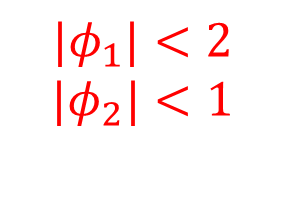 |𝜙₁| < 2
|𝜙₂| < 1